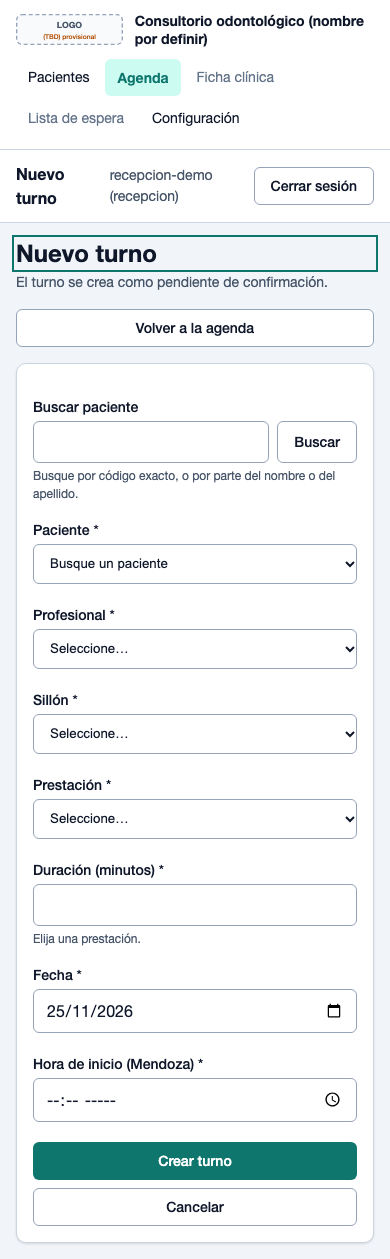 LOGO
(TBD) provisional
Consultorio odontológico (nombre
por definir)
Pacientes
Agenda
Ficha clínica
Lista de espera
Configuración
Nuevo
turno
recepcion-demo
(recepcion)
Cerrar sesión
Nuevo turno
El turno se crea como pendiente de confirmación.
Volver a la agenda
Buscar paciente
Buscar
Busque por código exacto, o por parte del nombre o del
apellido.
Paciente *
Busque un paciente
Profesional *
Seleccione...
Sillón *
Seleccione...
Prestación *
Seleccione...
Duración (minutos) *
Elija una prestación.
Fecha *
25/11/2026
Hora de inicio (Mendoza) *
--:-- -----
Crear turno
Cancelar